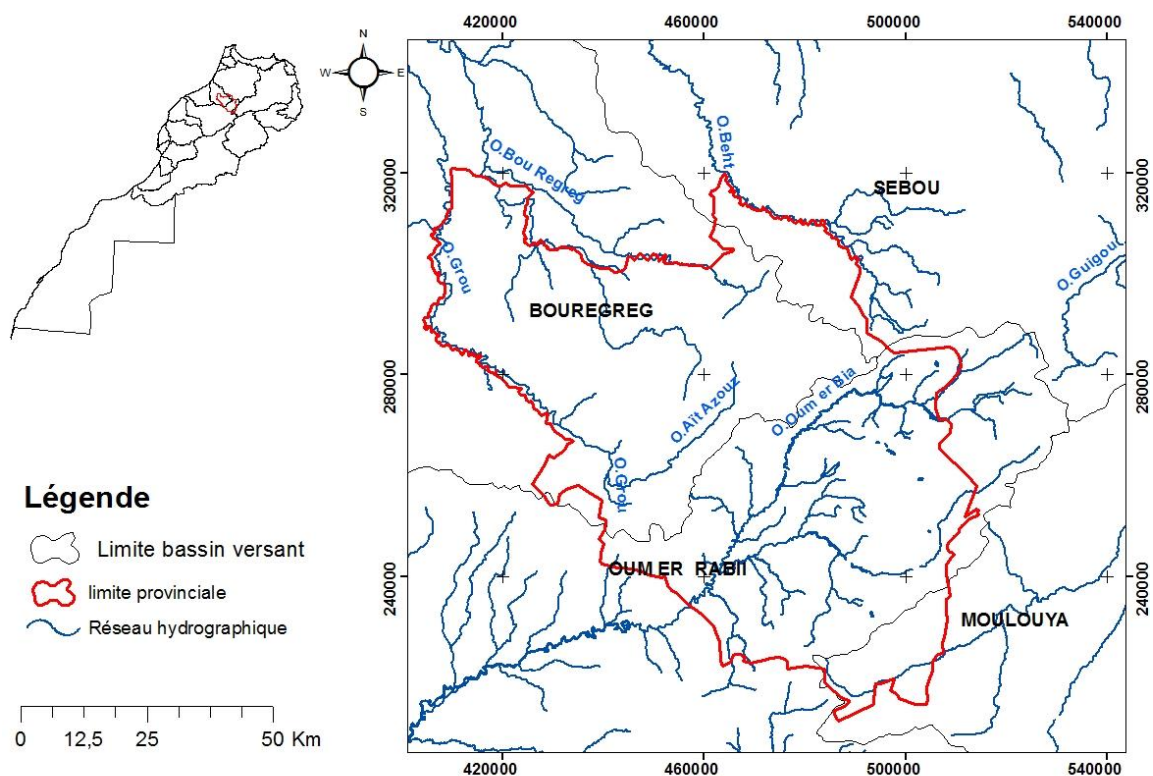 N
W E
S
420000 460000 500000 540000
320000
280000
240000
320000
280000
240000
O.Beht
O.Bou Regreg
SEBOU
O.Grou
O.Guigou
BOUREGREG
O.Oum er Bia
O.Aït Azouz
O.Grou
OUM ER RABII
MOULOUYA
420000 460000 500000 540000
Légende
Limite bassin versant
limite provinciale
Réseau hydrographique
0 12,5 25 50 Km